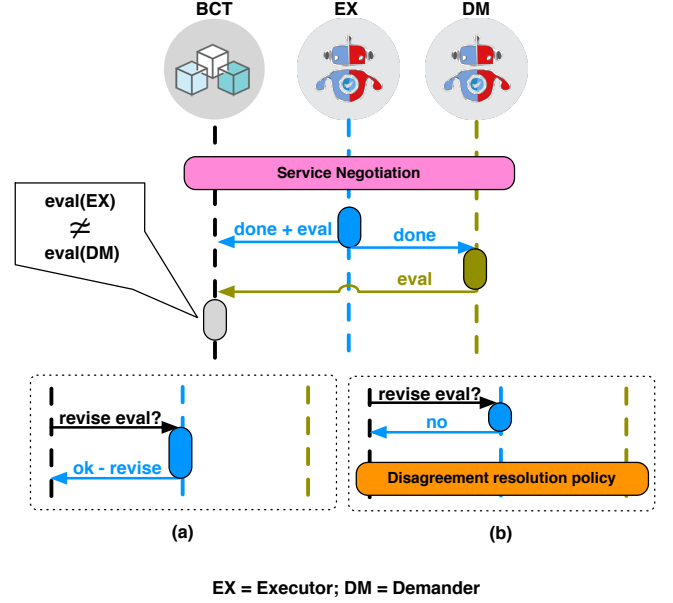 BCT
EX
DM
Service Negotiation
eval(EX)
≠
eval(DM)
done + eval
done
eval
revise eval?
ok - revise
(a)
revise eval?
no
Disagreement resolution policy
(b)
EX = Executor; DM = Demander